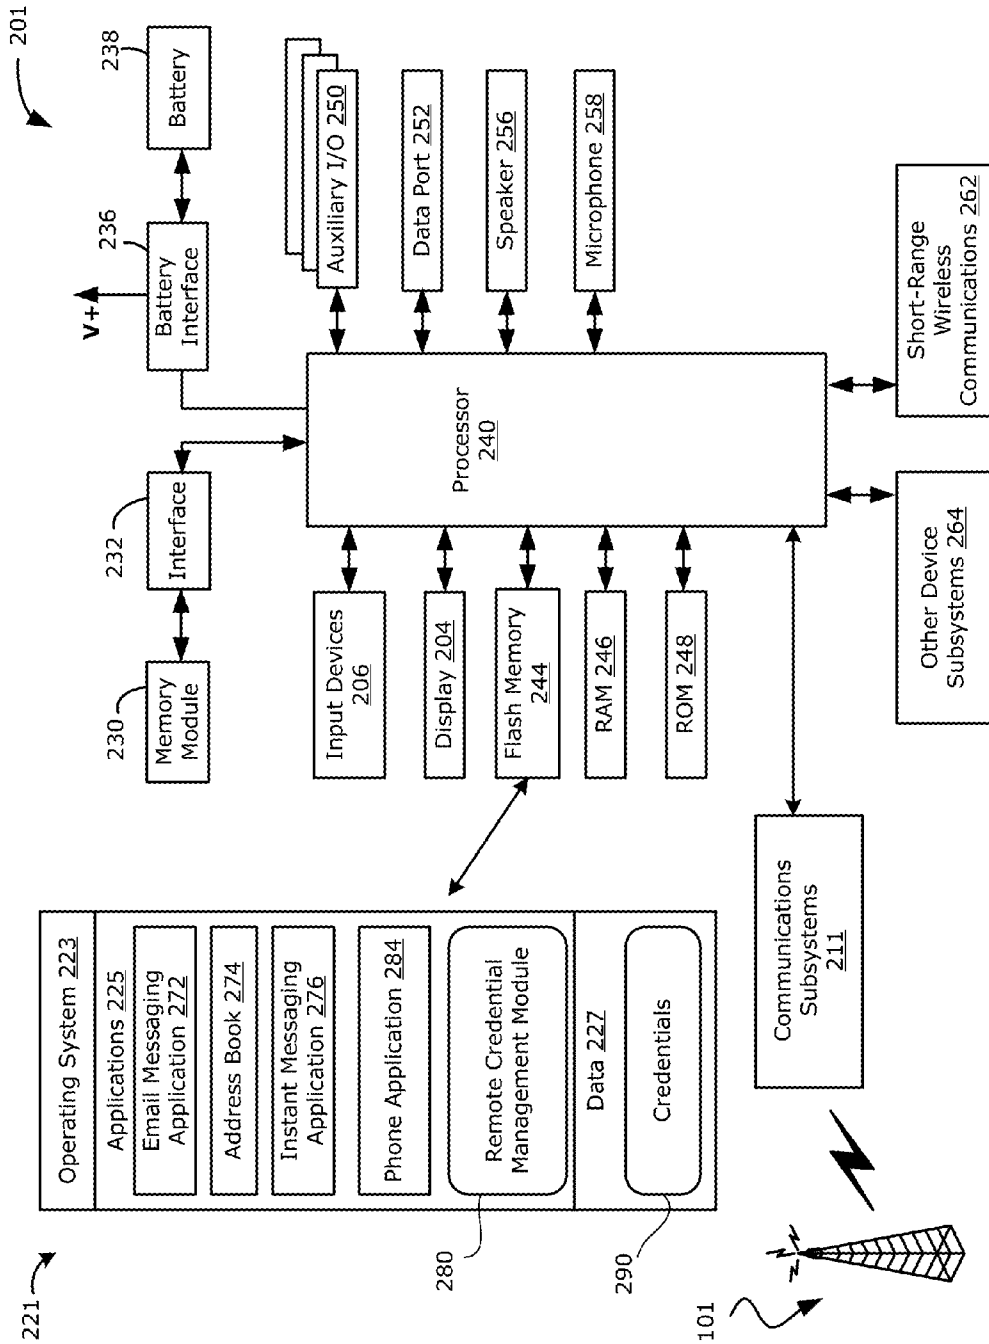 201
238
Battery
236
Battery
Interface
V+
232
Interface
230
Memory
Module
Auxiliary I/O 250
Data Port 252
Speaker 256
Microphone 258
Processor
240
Input Devices
206
Display 204
Flash Memory
244
RAM 246
ROM 248
Short-Range
Wireless
Communications 262
Other Device
Subsystems 264
Communications
Subsystems
211
221
Operating System 223
Applications 225
Email Messaging
Application 272
Address Book 274
Instant Messaging
Application 276
Phone Application 284
Remote Credential
Management Module
280
Data 227
Credentials
290
101